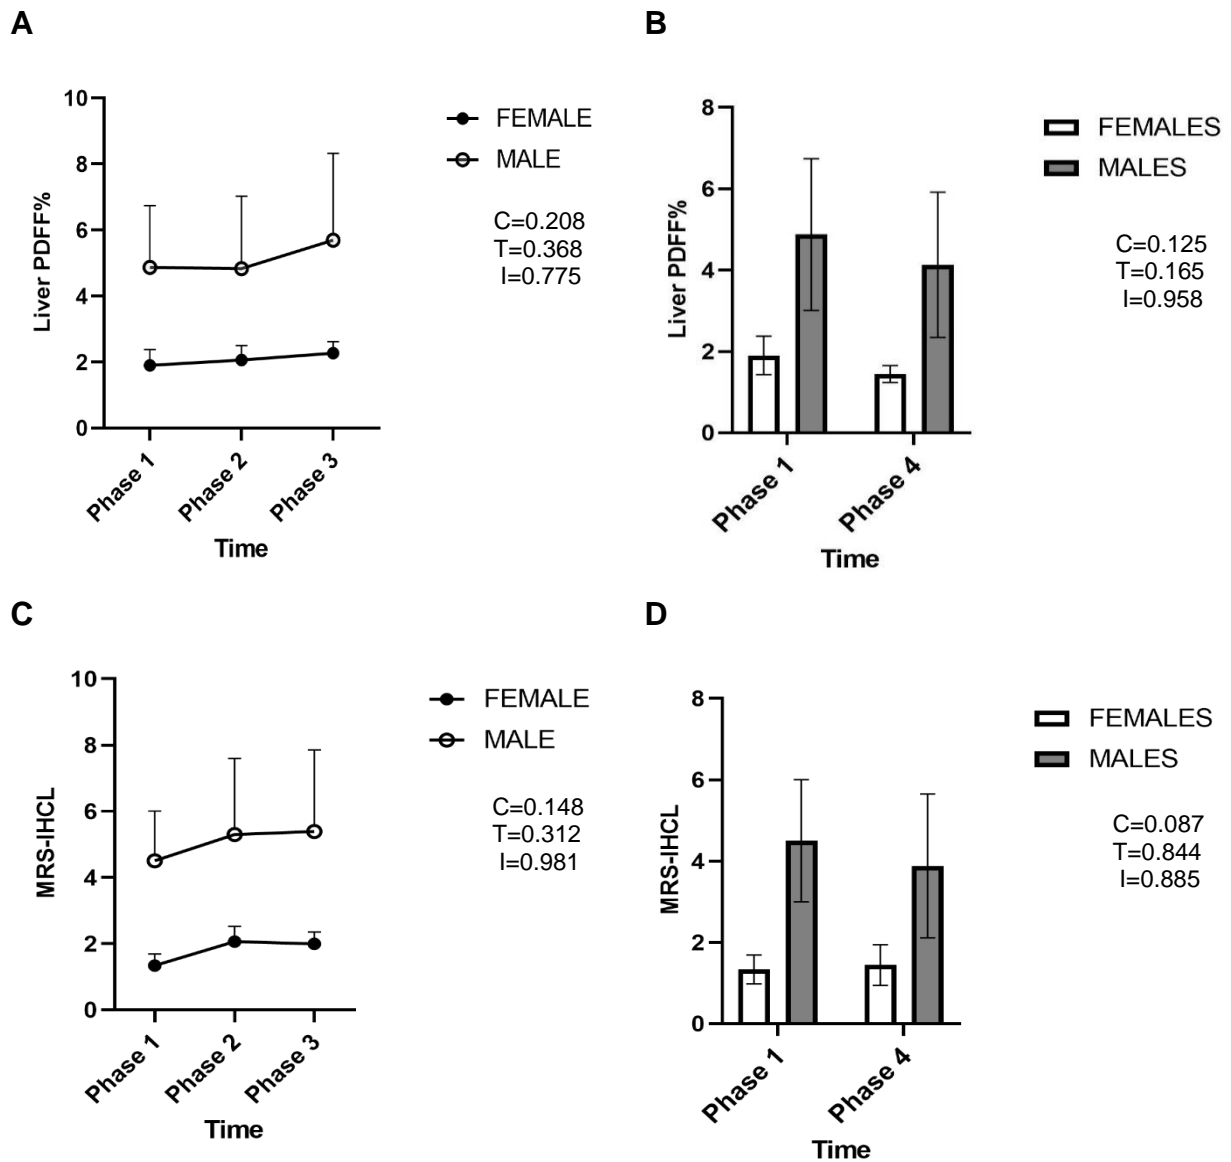 A
10
8
6
4
2
0
Liver PDFF%
Phase 1
Phase 2
Phase 3
Time
FEMALE
MALE
C=0.208
T=0.368
I=0.775
B
8
6
4
2
0
Liver PDFF%
Phase 1
Phase 4
Time
FEMALES
MALES
C=0.125
T=0.165
I=0.958
C
10
8
6
4
2
0
MRS-IHCL
Phase 1
Phase 2
Phase 3
Time
FEMALE
MALE
C=0.148
T=0.312
I=0.981
D
8
6
4
2
0
MRS-IHCL
Phase 1
Phase 4
Time
FEMALES
MALES
C=0.087
T=0.844
I=0.885